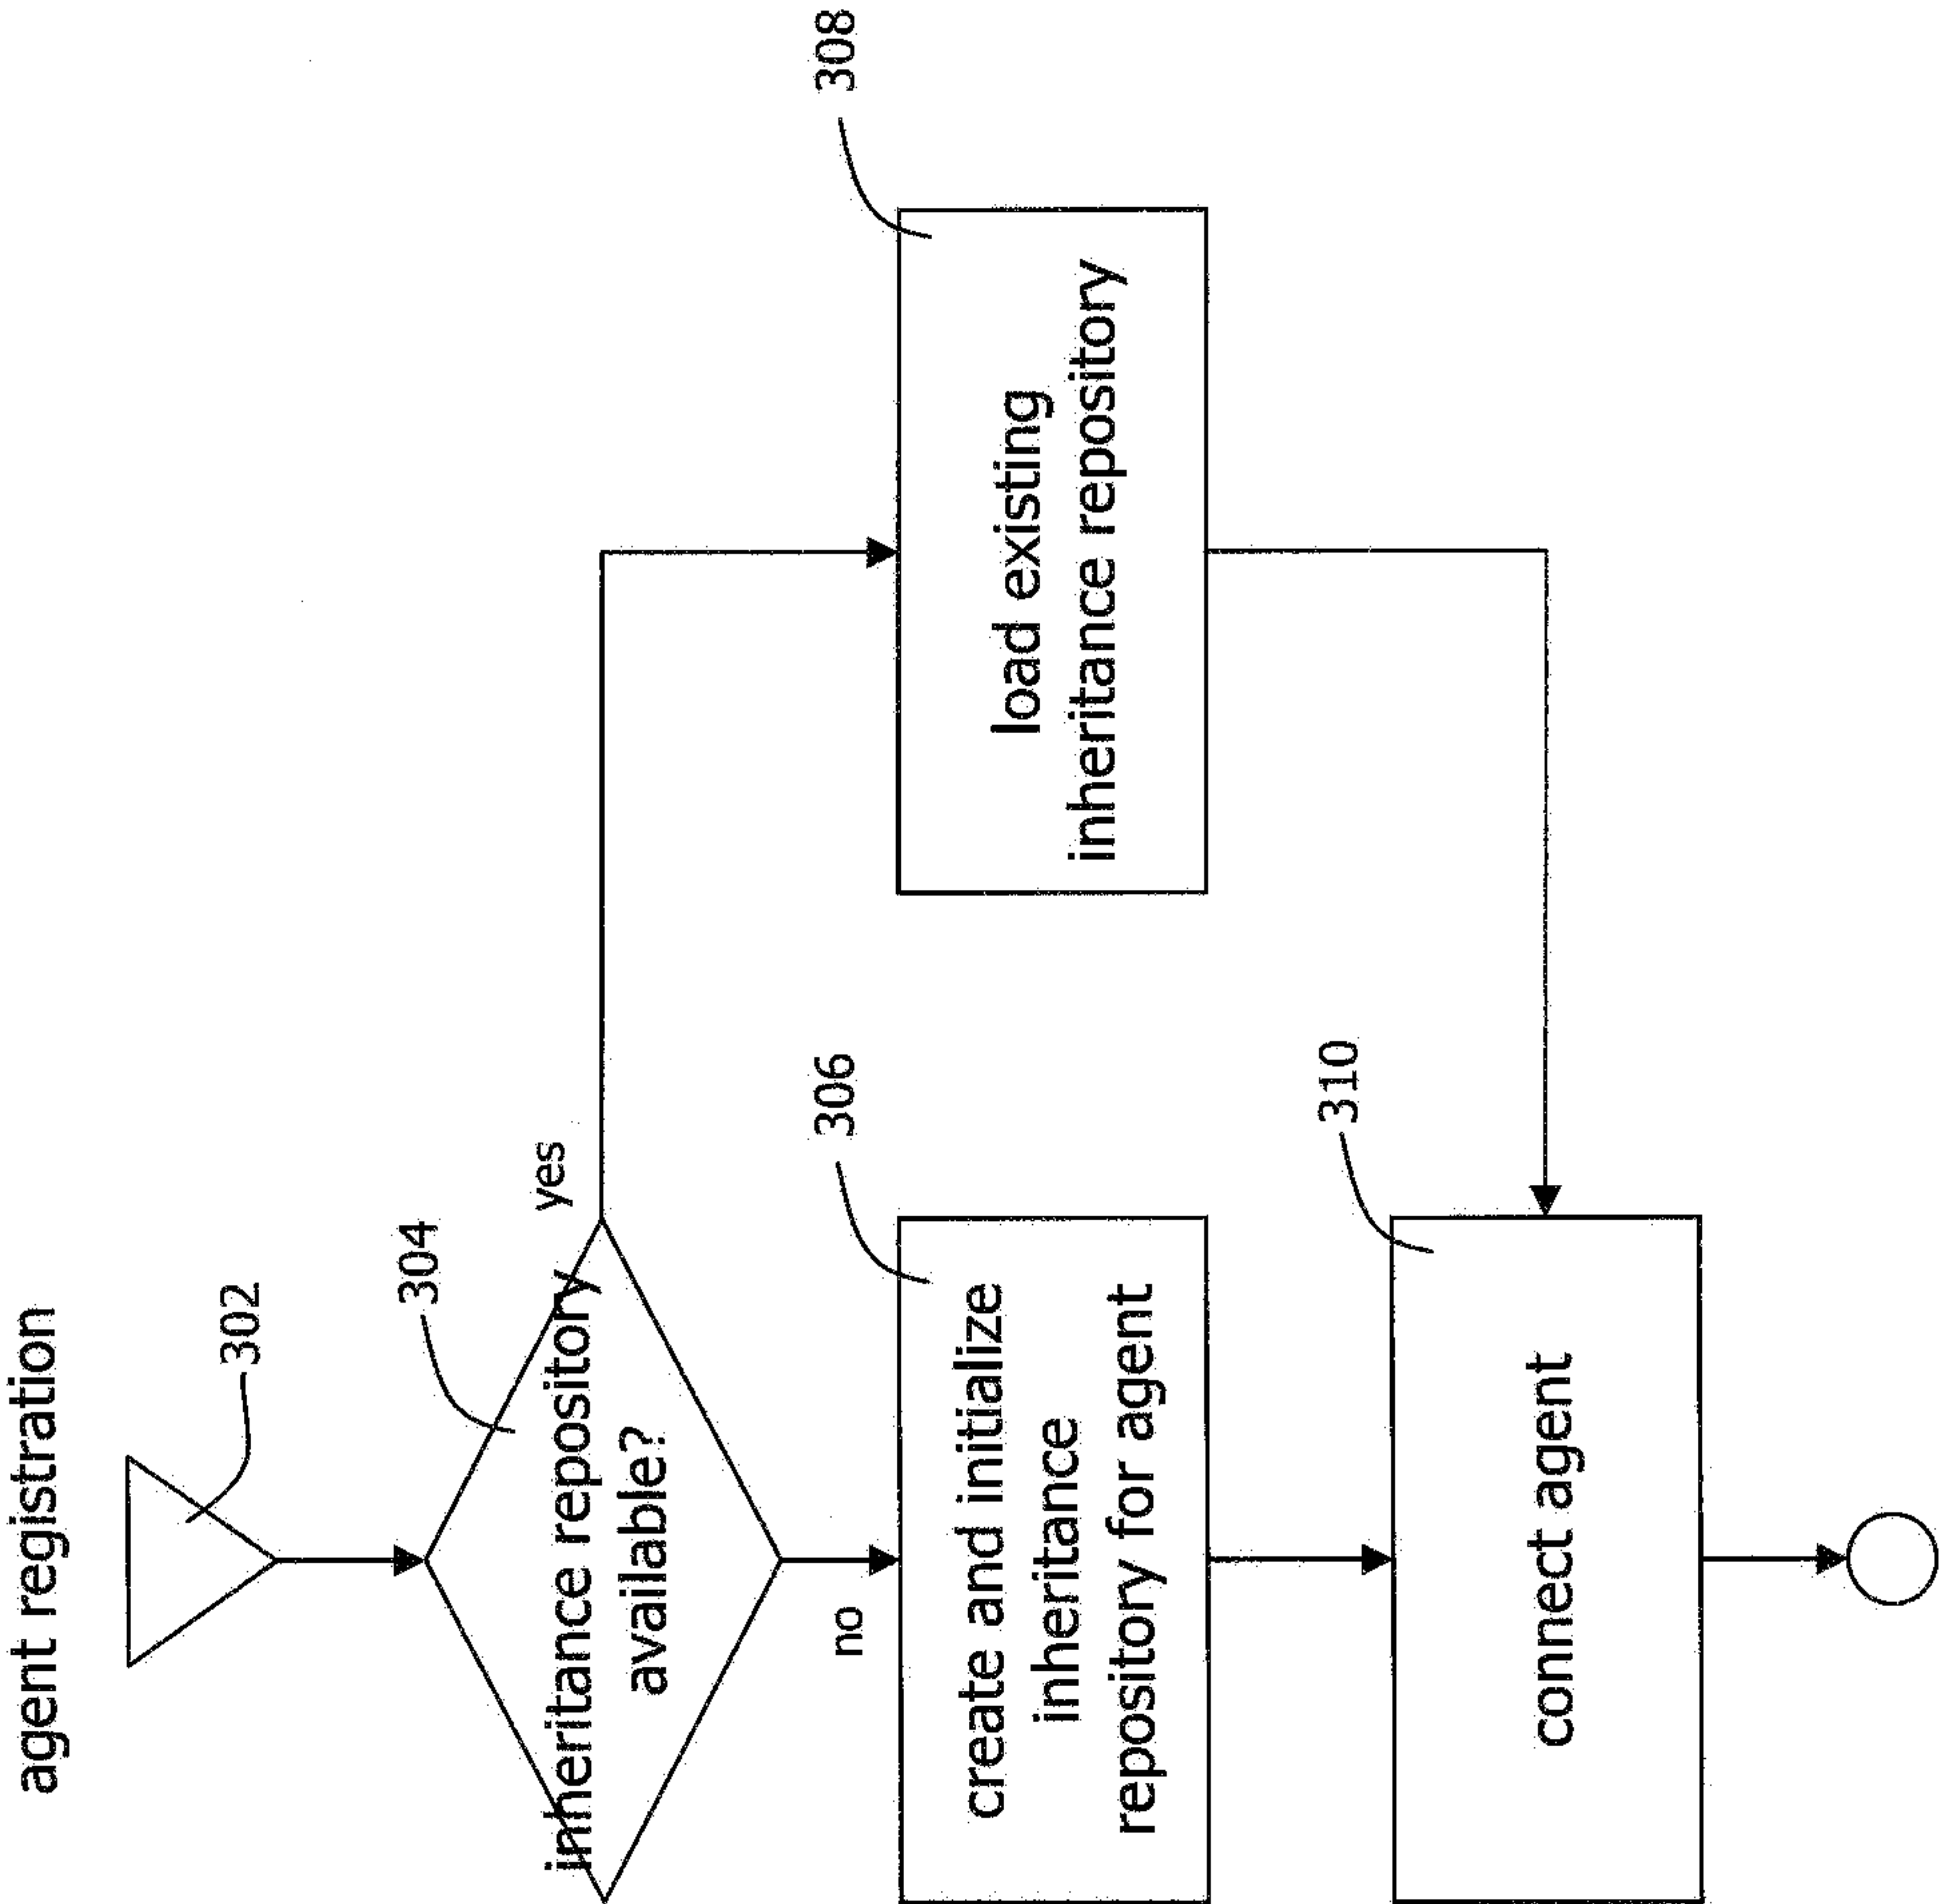 agent registration
302
304
inheritance repository
available?
yes
no
306
create and initialize
inheritance
repository for agent
308
load existing
inheritance repository
310
connect agent